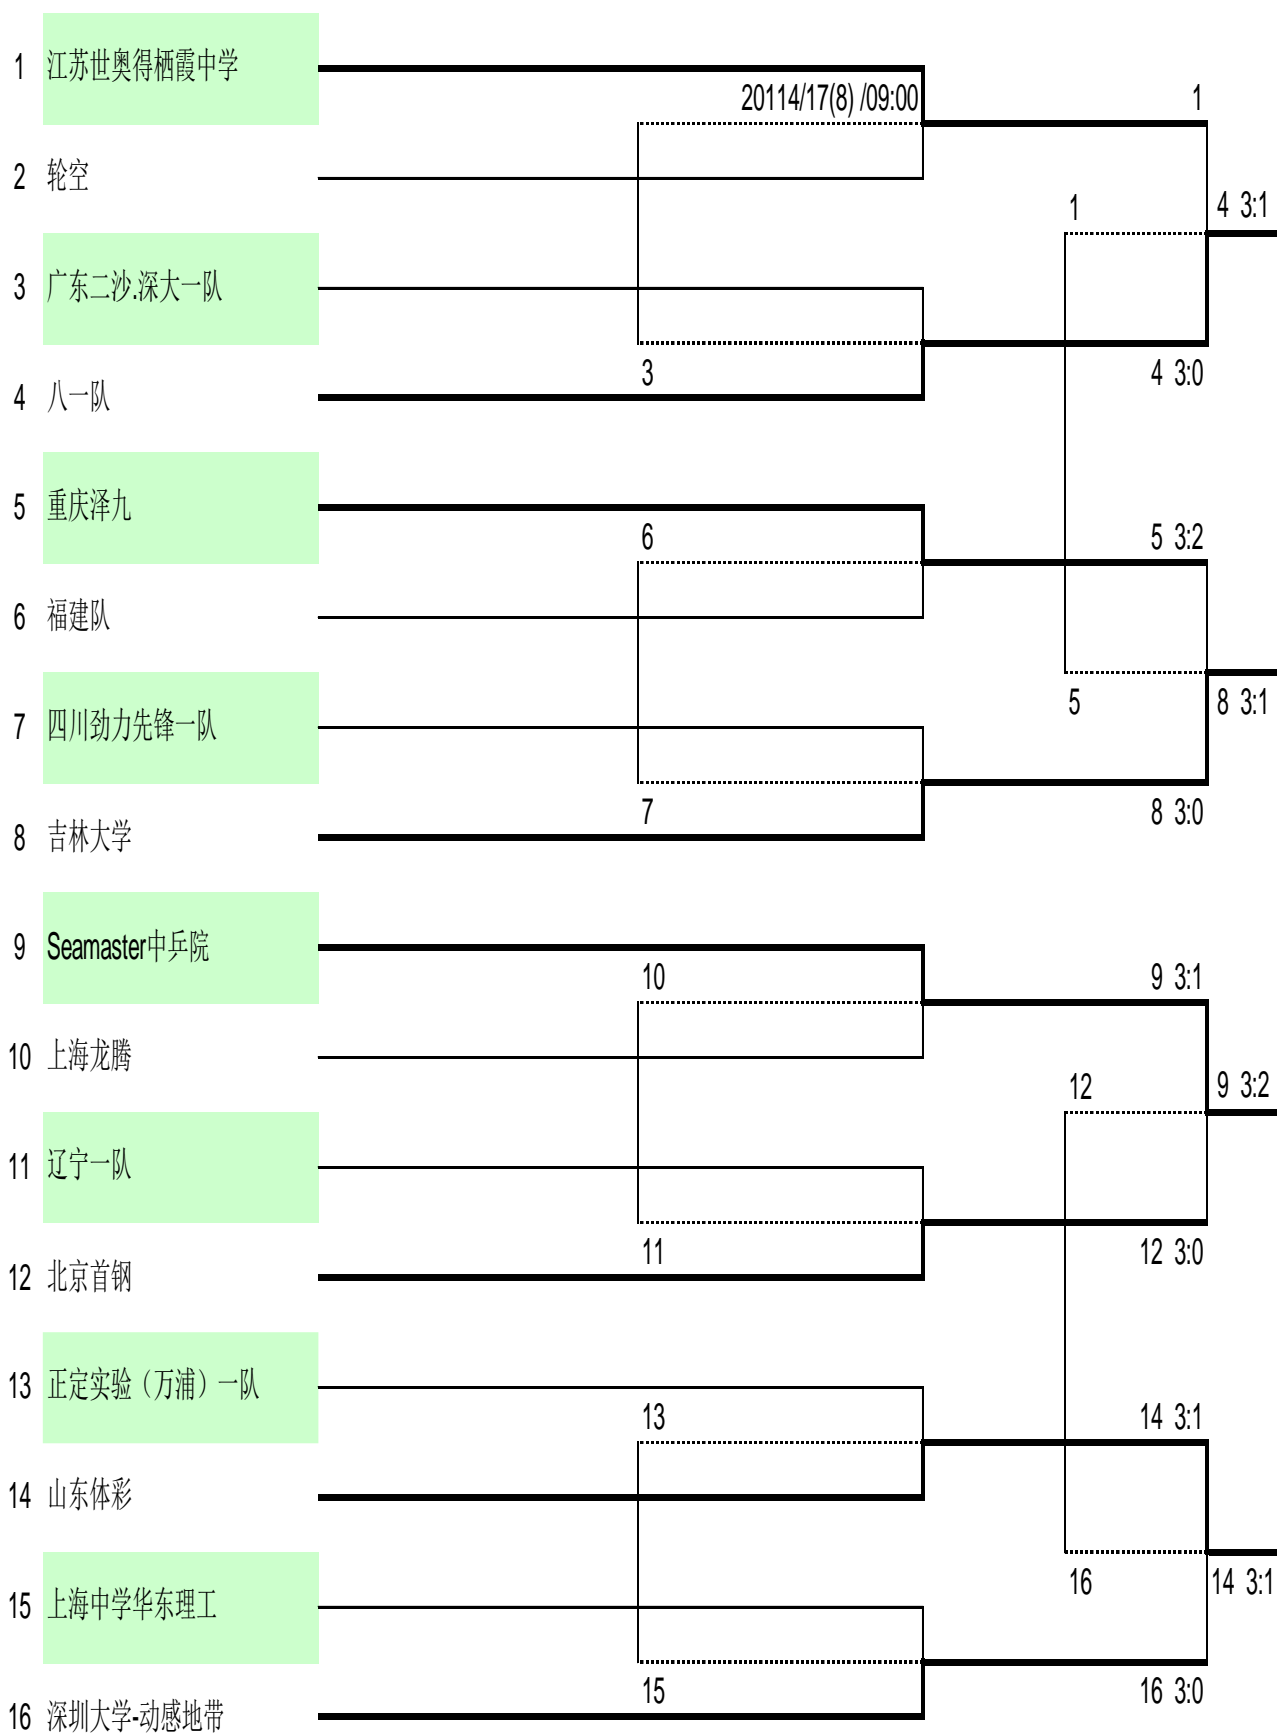 1 江苏世奥得栖霞中学
20114/17(8) /09:00
1
2 轮空
1
4 3:1
3 广东二沙.深大一队
3
4 3:0
4 八一队
5 重庆泽九
6
5 3:2
6 福建队
5
8 3:1
7 四川劲力先锋一队
7
8 3:0
8 吉林大学
9 Seamaster中乒院
10
9 3:1
10 上海龙腾
12
9 3:2
11 辽宁一队
11
12 3:0
12 北京首钢
13 正定实验（万浦）一队
13
14 3:1
14 山东体彩
16
14 3:1
15 上海中学华东理工
15
16 3:0
16 深圳大学-动感地带